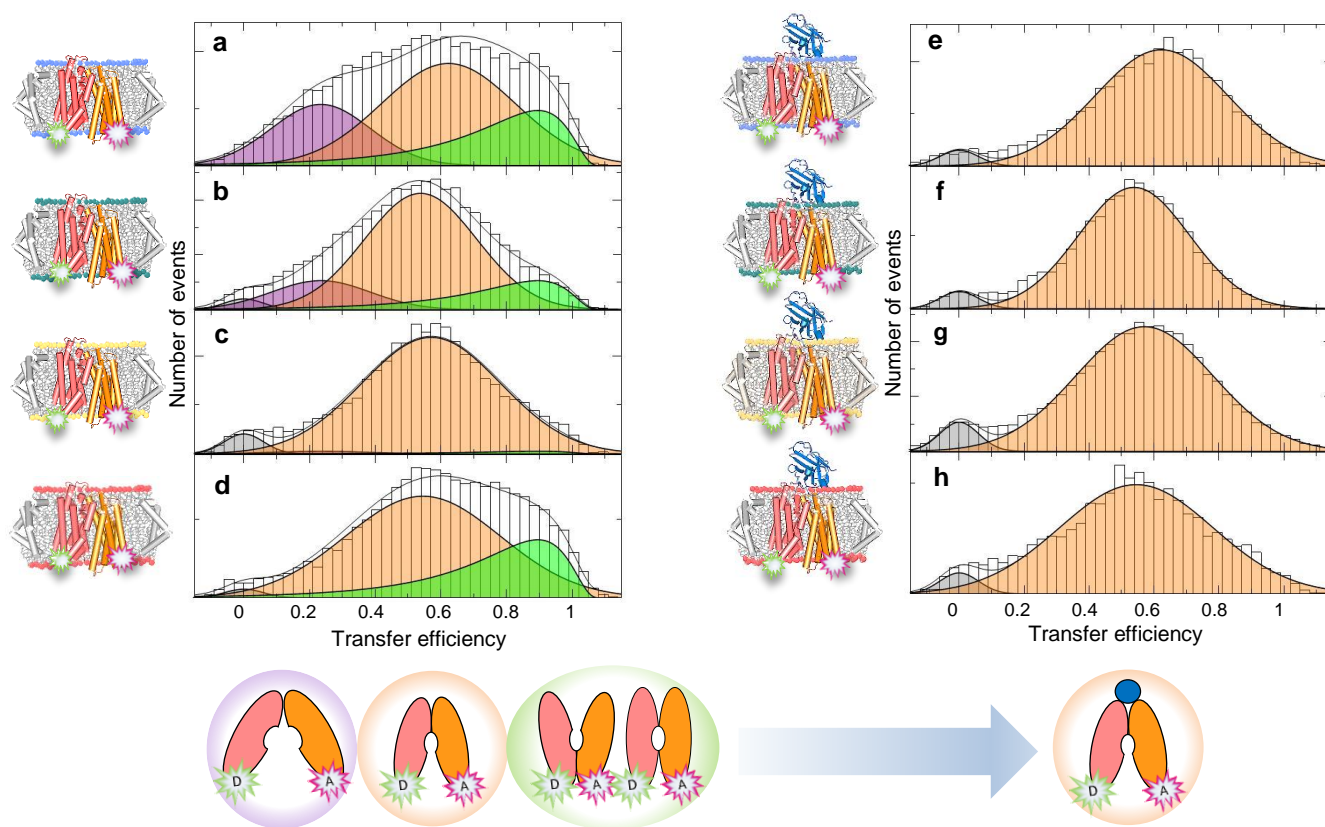 a
b
c
d
Number of events
0 0.2 0.4 0.6 0.8 1
Transfer efficiency
e
f
g
h
Number of events
0 0.2 0.4 0.6 0.8 1
Transfer efficiency
D A D A D A D A
D A